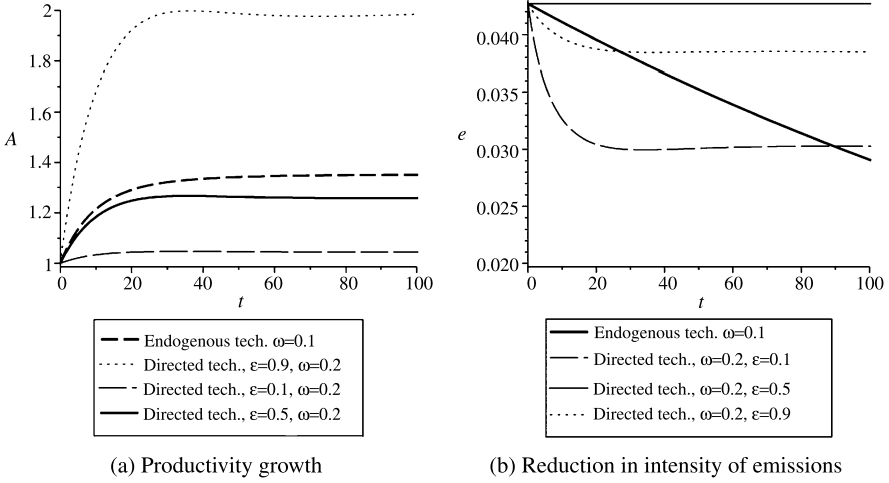 2
1.8
1.6
A
1.4
1.2
1
0 20 40 60 80 100
t
Endogenous tech. ω=0.1
Directed tech., ε=0.9, ω=0.2
Directed tech., ε=0.1, ω=0.2
Directed tech., ε=0.5, ω=0.2
(a) Productivity growth
0.040
0.035
e
0.030
0.025
0.020
0 20 40 60 80 100
t
Endogenous tech. ω=0.1
Directed tech., ω=0.2, ε=0.1
Directed tech., ω=0.2, ε=0.5
Directed tech., ω=0.2, ε=0.9
(b) Reduction in intensity of emissions